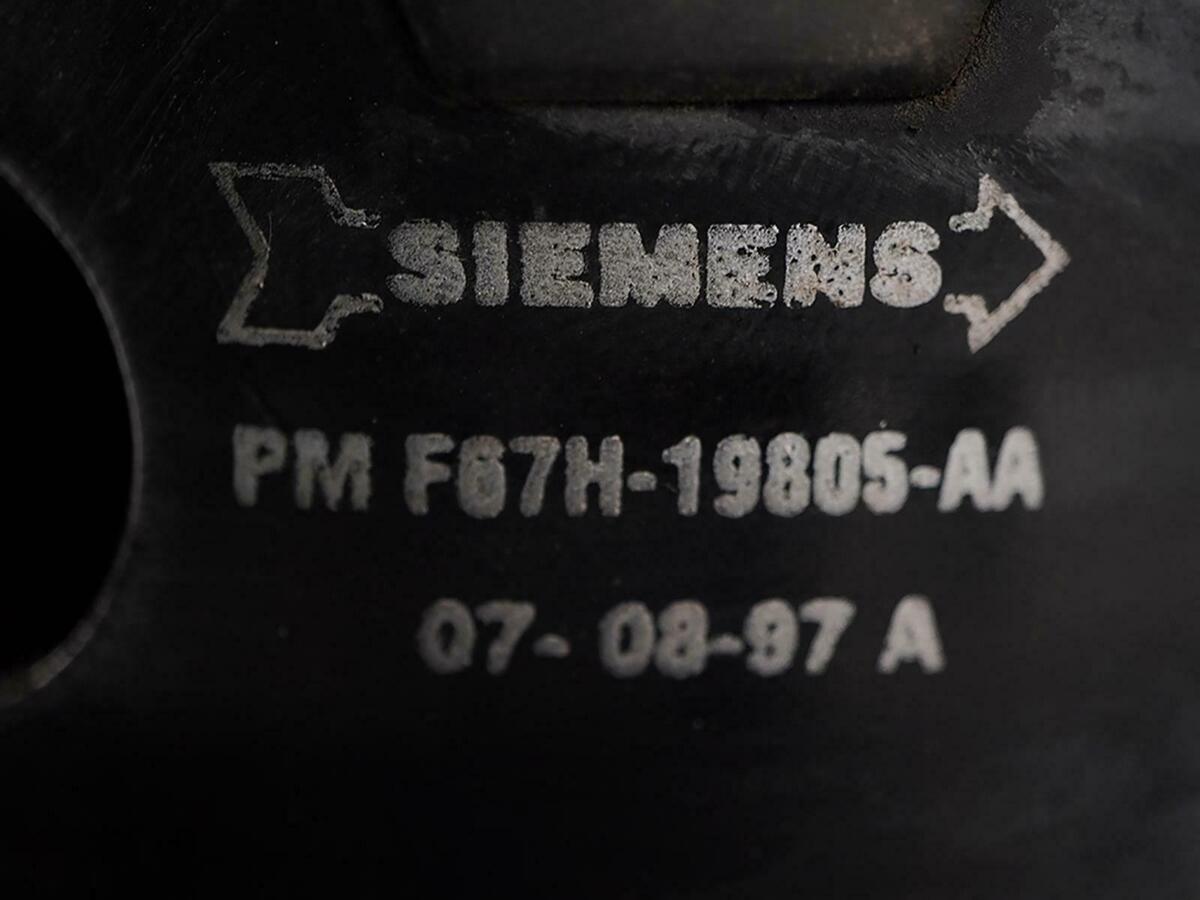 SIEMENS
PM F67H-19805-AA
07- 08-97 A